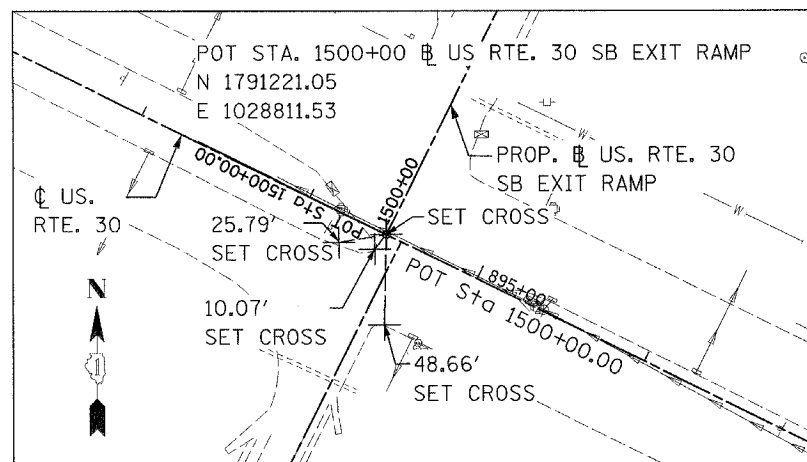 POT STA. 1500+00 ⅊ US RTE. 30 SB EXIT RAMP
N 1791221.05
E 1028811.53
PROP. ⅊ US. RTE. 30
SB EXIT RAMP
℄ US.
RTE. 30
POT Sta 1500+00.00
1500+00
SET CROSS
25.79'
SET CROSS
10.07'
SET CROSS
895+00
POT Sta 1500+00.00
48.66'
SET CROSS
N
W
W